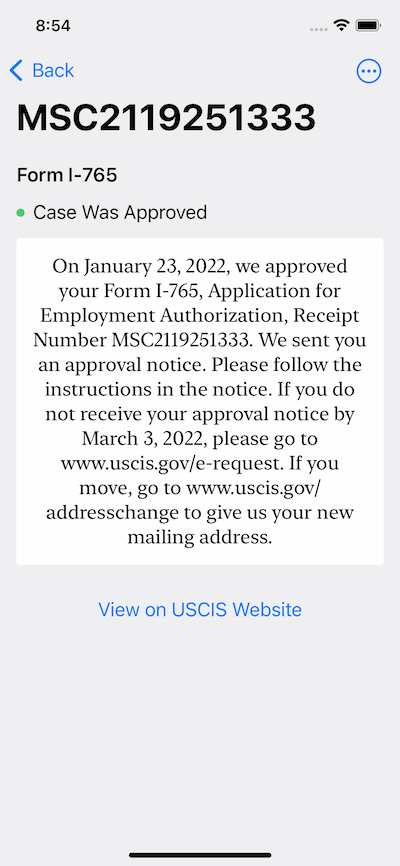 8:54
Back
MSC2119251333
Form I-765
Case Was Approved
On January 23, 2022, we approved
your Form I-765, Application for
Employment Authorization, Receipt
Number MSC2119251333. We sent you
an approval notice. Please follow the
instructions in the notice. If you do
not receive your approval notice by
March 3, 2022, please go to
www.uscis.gov/e-request. If you
move, go to www.uscis.gov/
addresschange to give us your new
mailing address.
View on USCIS Website